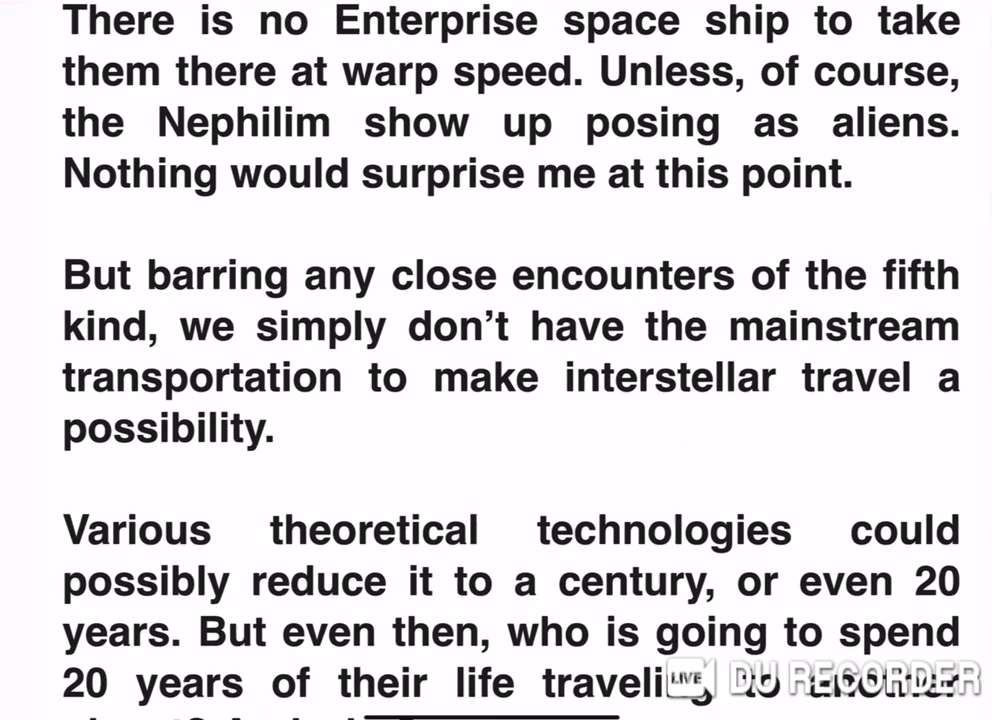 There is no Enterprise space ship to take
them there at warp speed. Unless, of course,
the Nephilim show up posing as aliens.
Nothing would surprise me at this point.
But barring any close encounters of the fifth
kind, we simply don’t have the mainstream
transportation to make interstellar travel a
possibility.
Various theoretical technologies could
possibly reduce it to a century, or even 20
years. But even then, who is going to spend
20 years of their life traveling to another
LIVE DU RECORDER